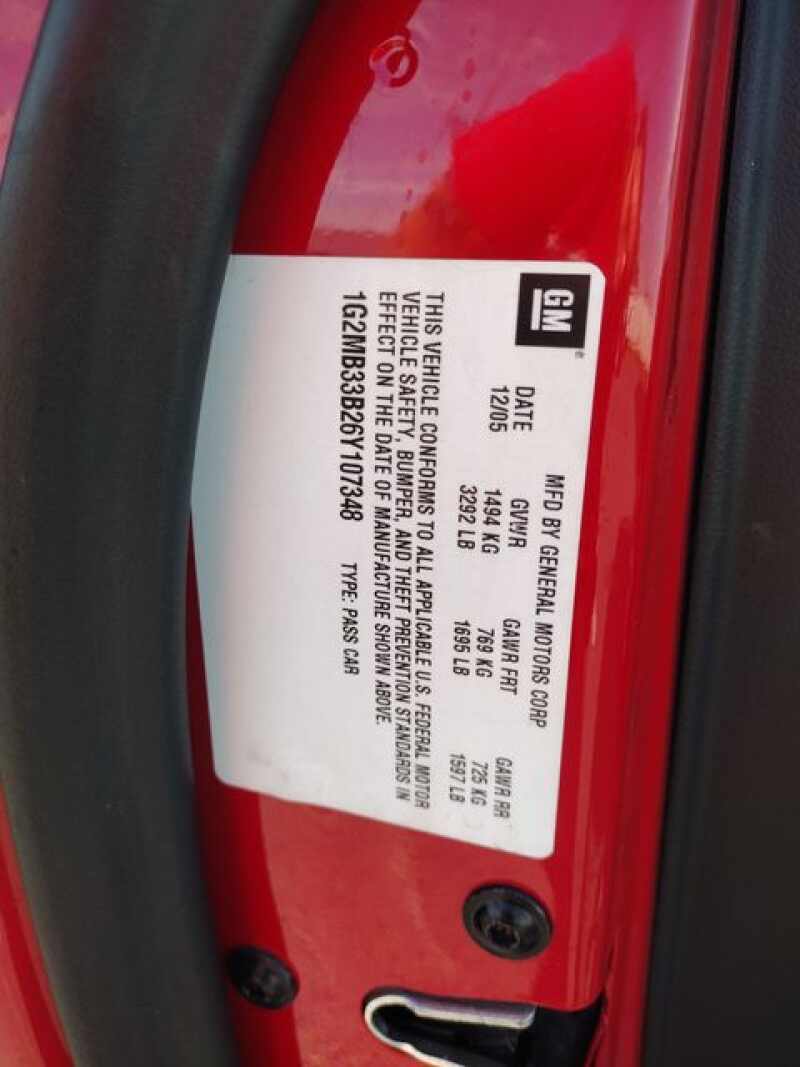 GM
MFD BY GENERAL MOTORS CORP
DATE GVWR GAWR FRT GAWR RR
12/05 1494 KG 769 KG 725 KG
3292 LB 1695 LB 1597 LB
THIS VEHICLE CONFORMS TO ALL APPLICABLE U.S. FEDERAL MOTOR
VEHICLE SAFETY, BUMPER, AND THEFT PREVENTION STANDARDS IN
EFFECT ON THE DATE OF MANUFACTURE SHOWN ABOVE.
1G2MB33B26Y107348 TYPE: PASS CAR